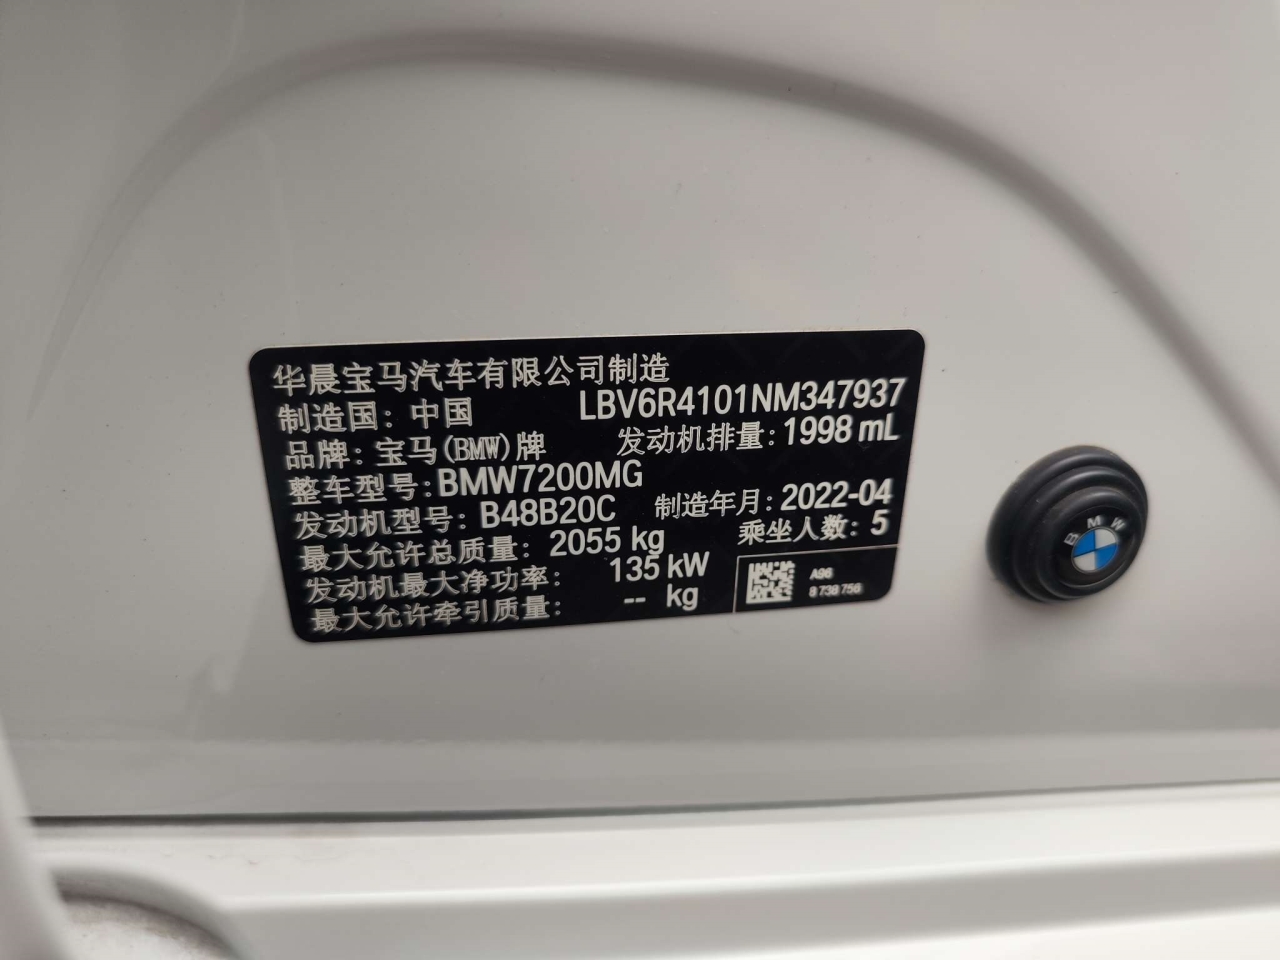 华晨宝马汽车有限公司制造
制造国: 中国 LBV6R4101NM347937
品牌: 宝马(BMW)牌 发动机排量: 1998 mL
整车型号: BMW7200MG
发动机型号: B48B20C 制造年月: 2022-04
最大允许总质量: 2055 kg 乘坐人数: 5
发动机最大净功率: 135 kW
最大允许牵引质量: -- kg
A96
8 738 756
BMW